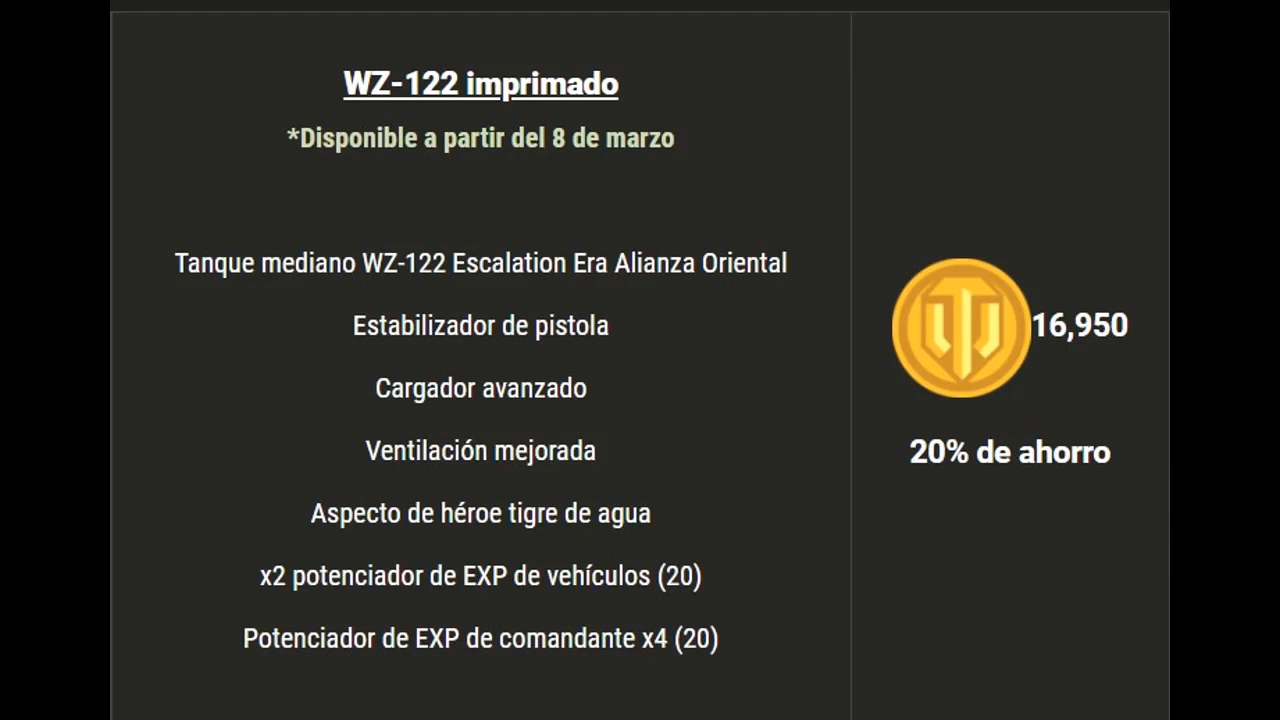 WZ-122 imprimado
*Disponible a partir del 8 de marzo
Tanque mediano WZ-122 Escalation Era Alianza Oriental
Estabilizador de pistola
Cargador avanzado
Ventilación mejorada
Aspecto de héroe tigre de agua
x2 potenciador de EXP de vehículos (20)
Potenciador de EXP de comandante x4 (20)
16,950
20% de ahorro